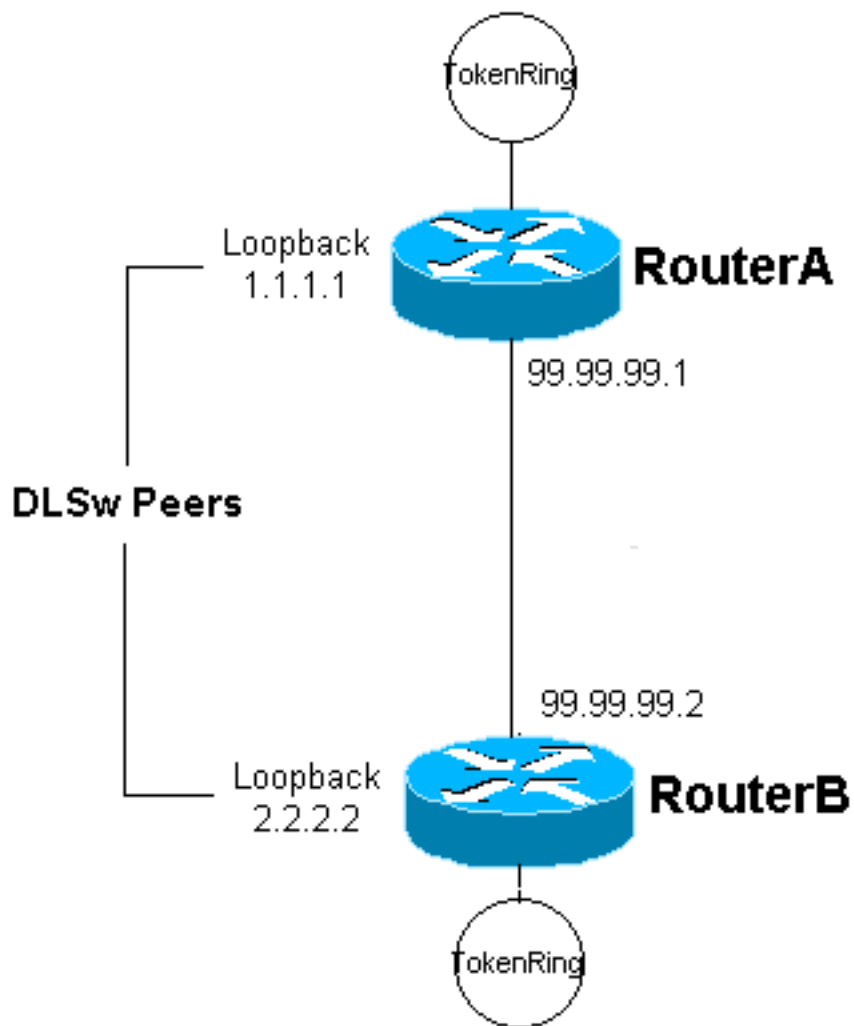 TokenRing
Loopback
1.1.1.1
RouterA
99.99.99.1
DLSw Peers
99.99.99.2
Loopback
2.2.2.2
RouterB
TokenRing